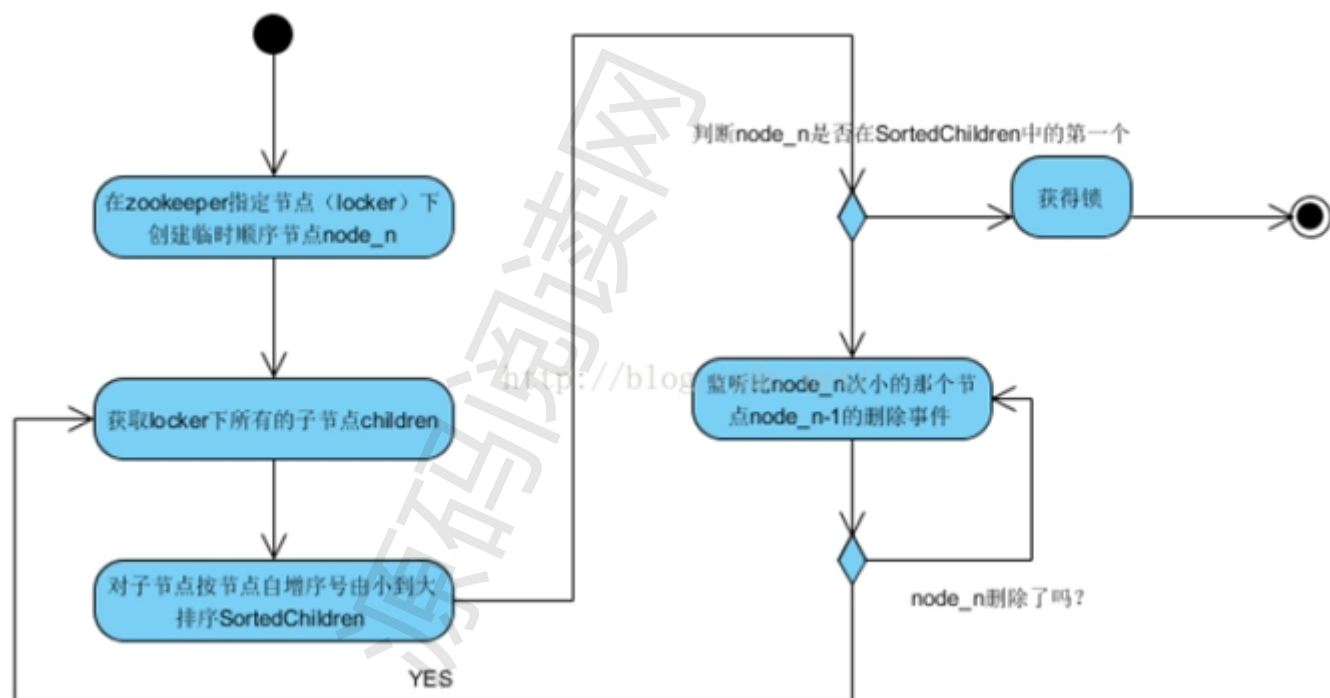 判断node_n是否在SortedChildren中的第一个
在zookeeper指定节点（locker）下
创建临时顺序节点node_n
获得锁
http://blog
监听比node_n次小的那个节
点node_n-1的删除事件
获取locker下所有的子节点children
对子节点按节点自增序号由小到大
排序SortedChildren
node_n删除了吗？
YES
源码阅读网